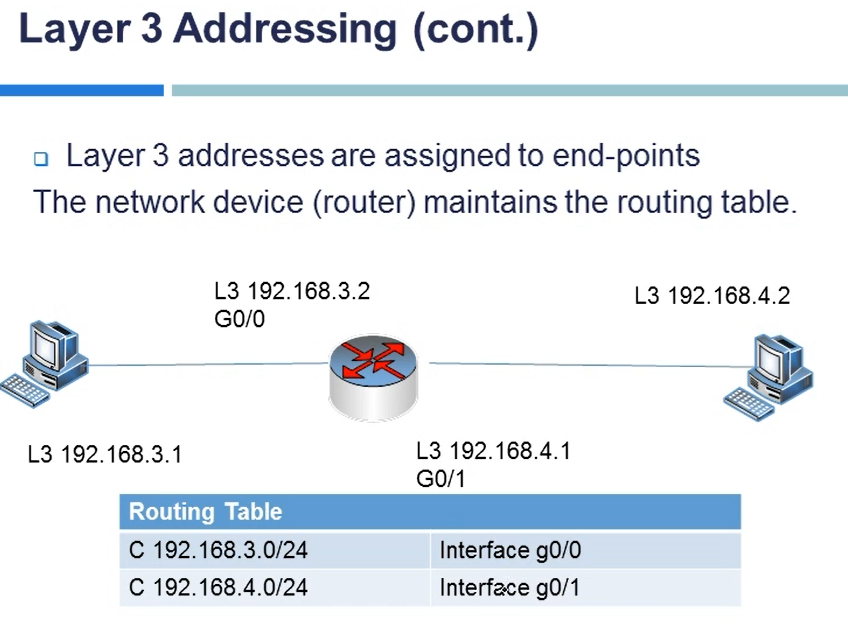 Layer 3 Addressing (cont.)
Layer 3 addresses are assigned to end-points
The network device (router) maintains the routing table.
L3 192.168.3.2
G0/0
L3 192.168.4.2
L3 192.168.3.1
L3 192.168.4.1
G0/1
Routing Table
C 192.168.3.0/24 Interface g0/0
C 192.168.4.0/24 Interface g0/1